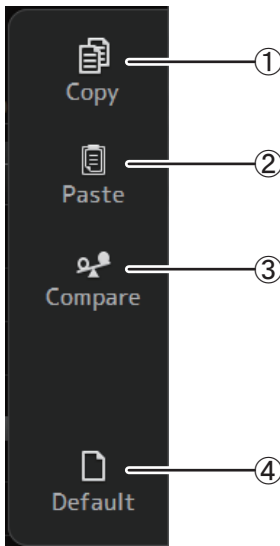 Copy
①
Paste
②
Compare
③
Default
④